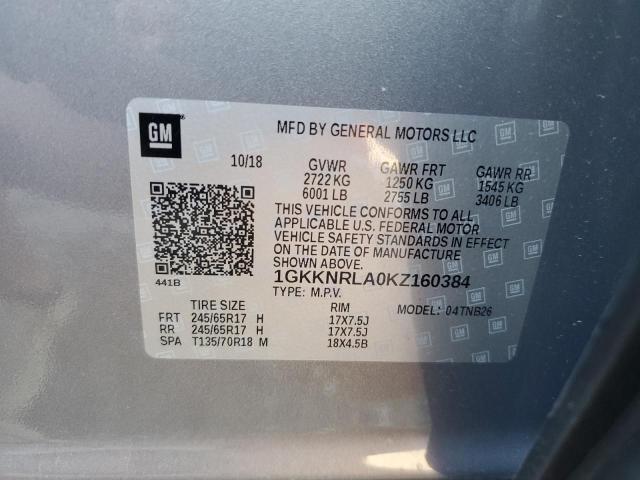 GM
MFD BY GENERAL MOTORS LLC
10/18 GVWR GAWR FRT GAWR RR
2722 KG 1250 KG 1545 KG
6001 LB 2755 LB 3406 LB
THIS VEHICLE CONFORMS TO ALL
APPLICABLE U.S. FEDERAL MOTOR
VEHICLE SAFETY STANDARDS IN EFFECT
ON THE DATE OF MANUFACTURE
SHOWN ABOVE.
441B 1GKKNRLA0KZ160384
TYPE: M.P.V. MODEL: 04TNB26
TIRE SIZE RIM
FRT 245/65R17 H 17X7.5J
RR 245/65R17 H 17X7.5J
SPA T135/70R18 M 18X4.5B